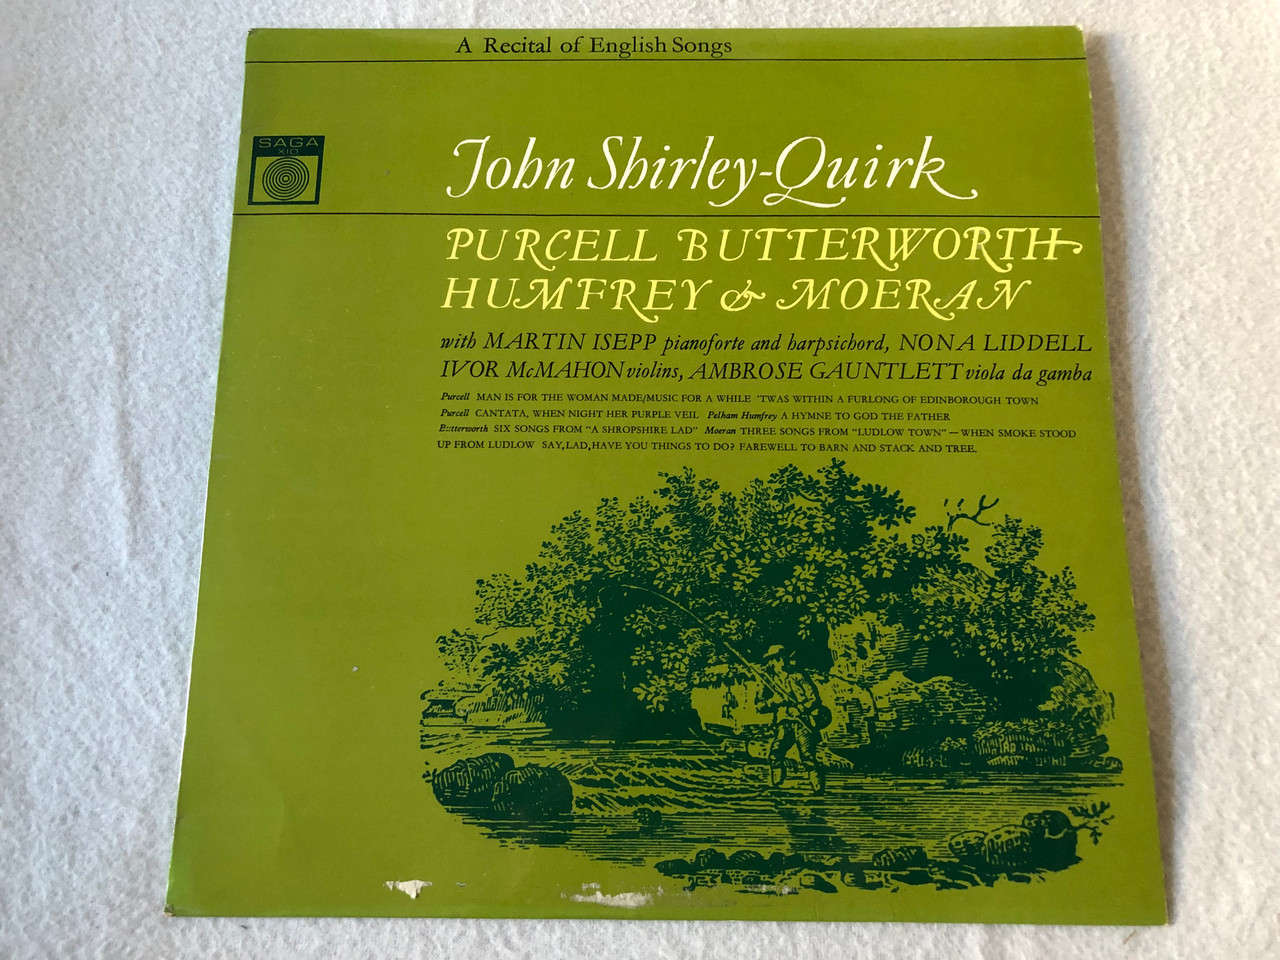 A Recital of English Songs
SAGA
XID
John Shirley-Quirk
PURCELL BUTTERWORTH
HUMFREY & MOERAN
with MARTIN ISEPP pianoforte and harpsichord, NONA LIDDELL
IVOR McMAHON violins, AMBROSE GAUNTLETT viola da gamba
Purcell MAN IS FOR THE WOMAN MADE/MUSIC FOR A WHILE 'TWAS WITHIN A FURLONG OF EDINBOROUGH TOWN
Purcell CANTATA, WHEN NIGHT HER PURPLE VEIL Pelham Humfrey A HYMNE TO GOD THE FATHER
Butterworth SIX SONGS FROM "A SHROPSHIRE LAD" Moeran THREE SONGS FROM "LUDLOW TOWN" — WHEN SMOKE STOOD
UP FROM LUDLOW SAY, LAD, HAVE YOU THINGS TO DO? FAREWELL TO BARN AND STACK AND TREE.